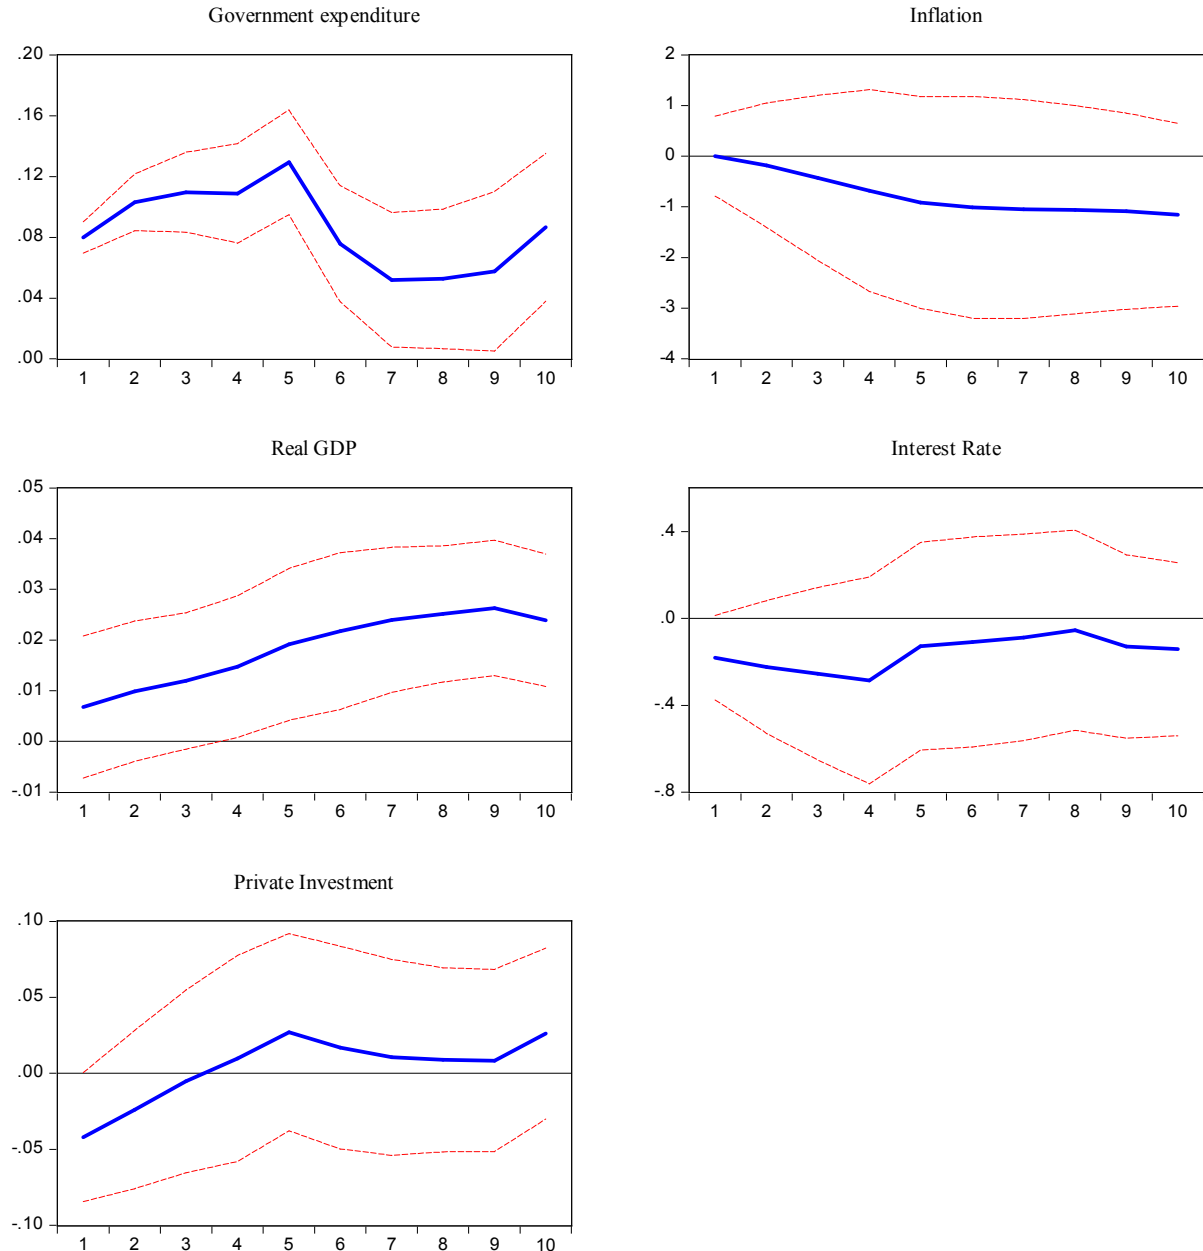 Government expenditure
.20
.16
.12
.08
.04
.00
1 2 3 4 5 6 7 8 9 10
Inflation
2
1
0
-1
-2
-3
-4
1 2 3 4 5 6 7 8 9 10
Real GDP
.05
.04
.03
.02
.01
.00
-.01
1 2 3 4 5 6 7 8 9 10
Interest Rate
.4
.0
-.4
-.8
1 2 3 4 5 6 7 8 9 10
Private Investment
.10
.05
.00
-.05
-.10
1 2 3 4 5 6 7 8 9 10